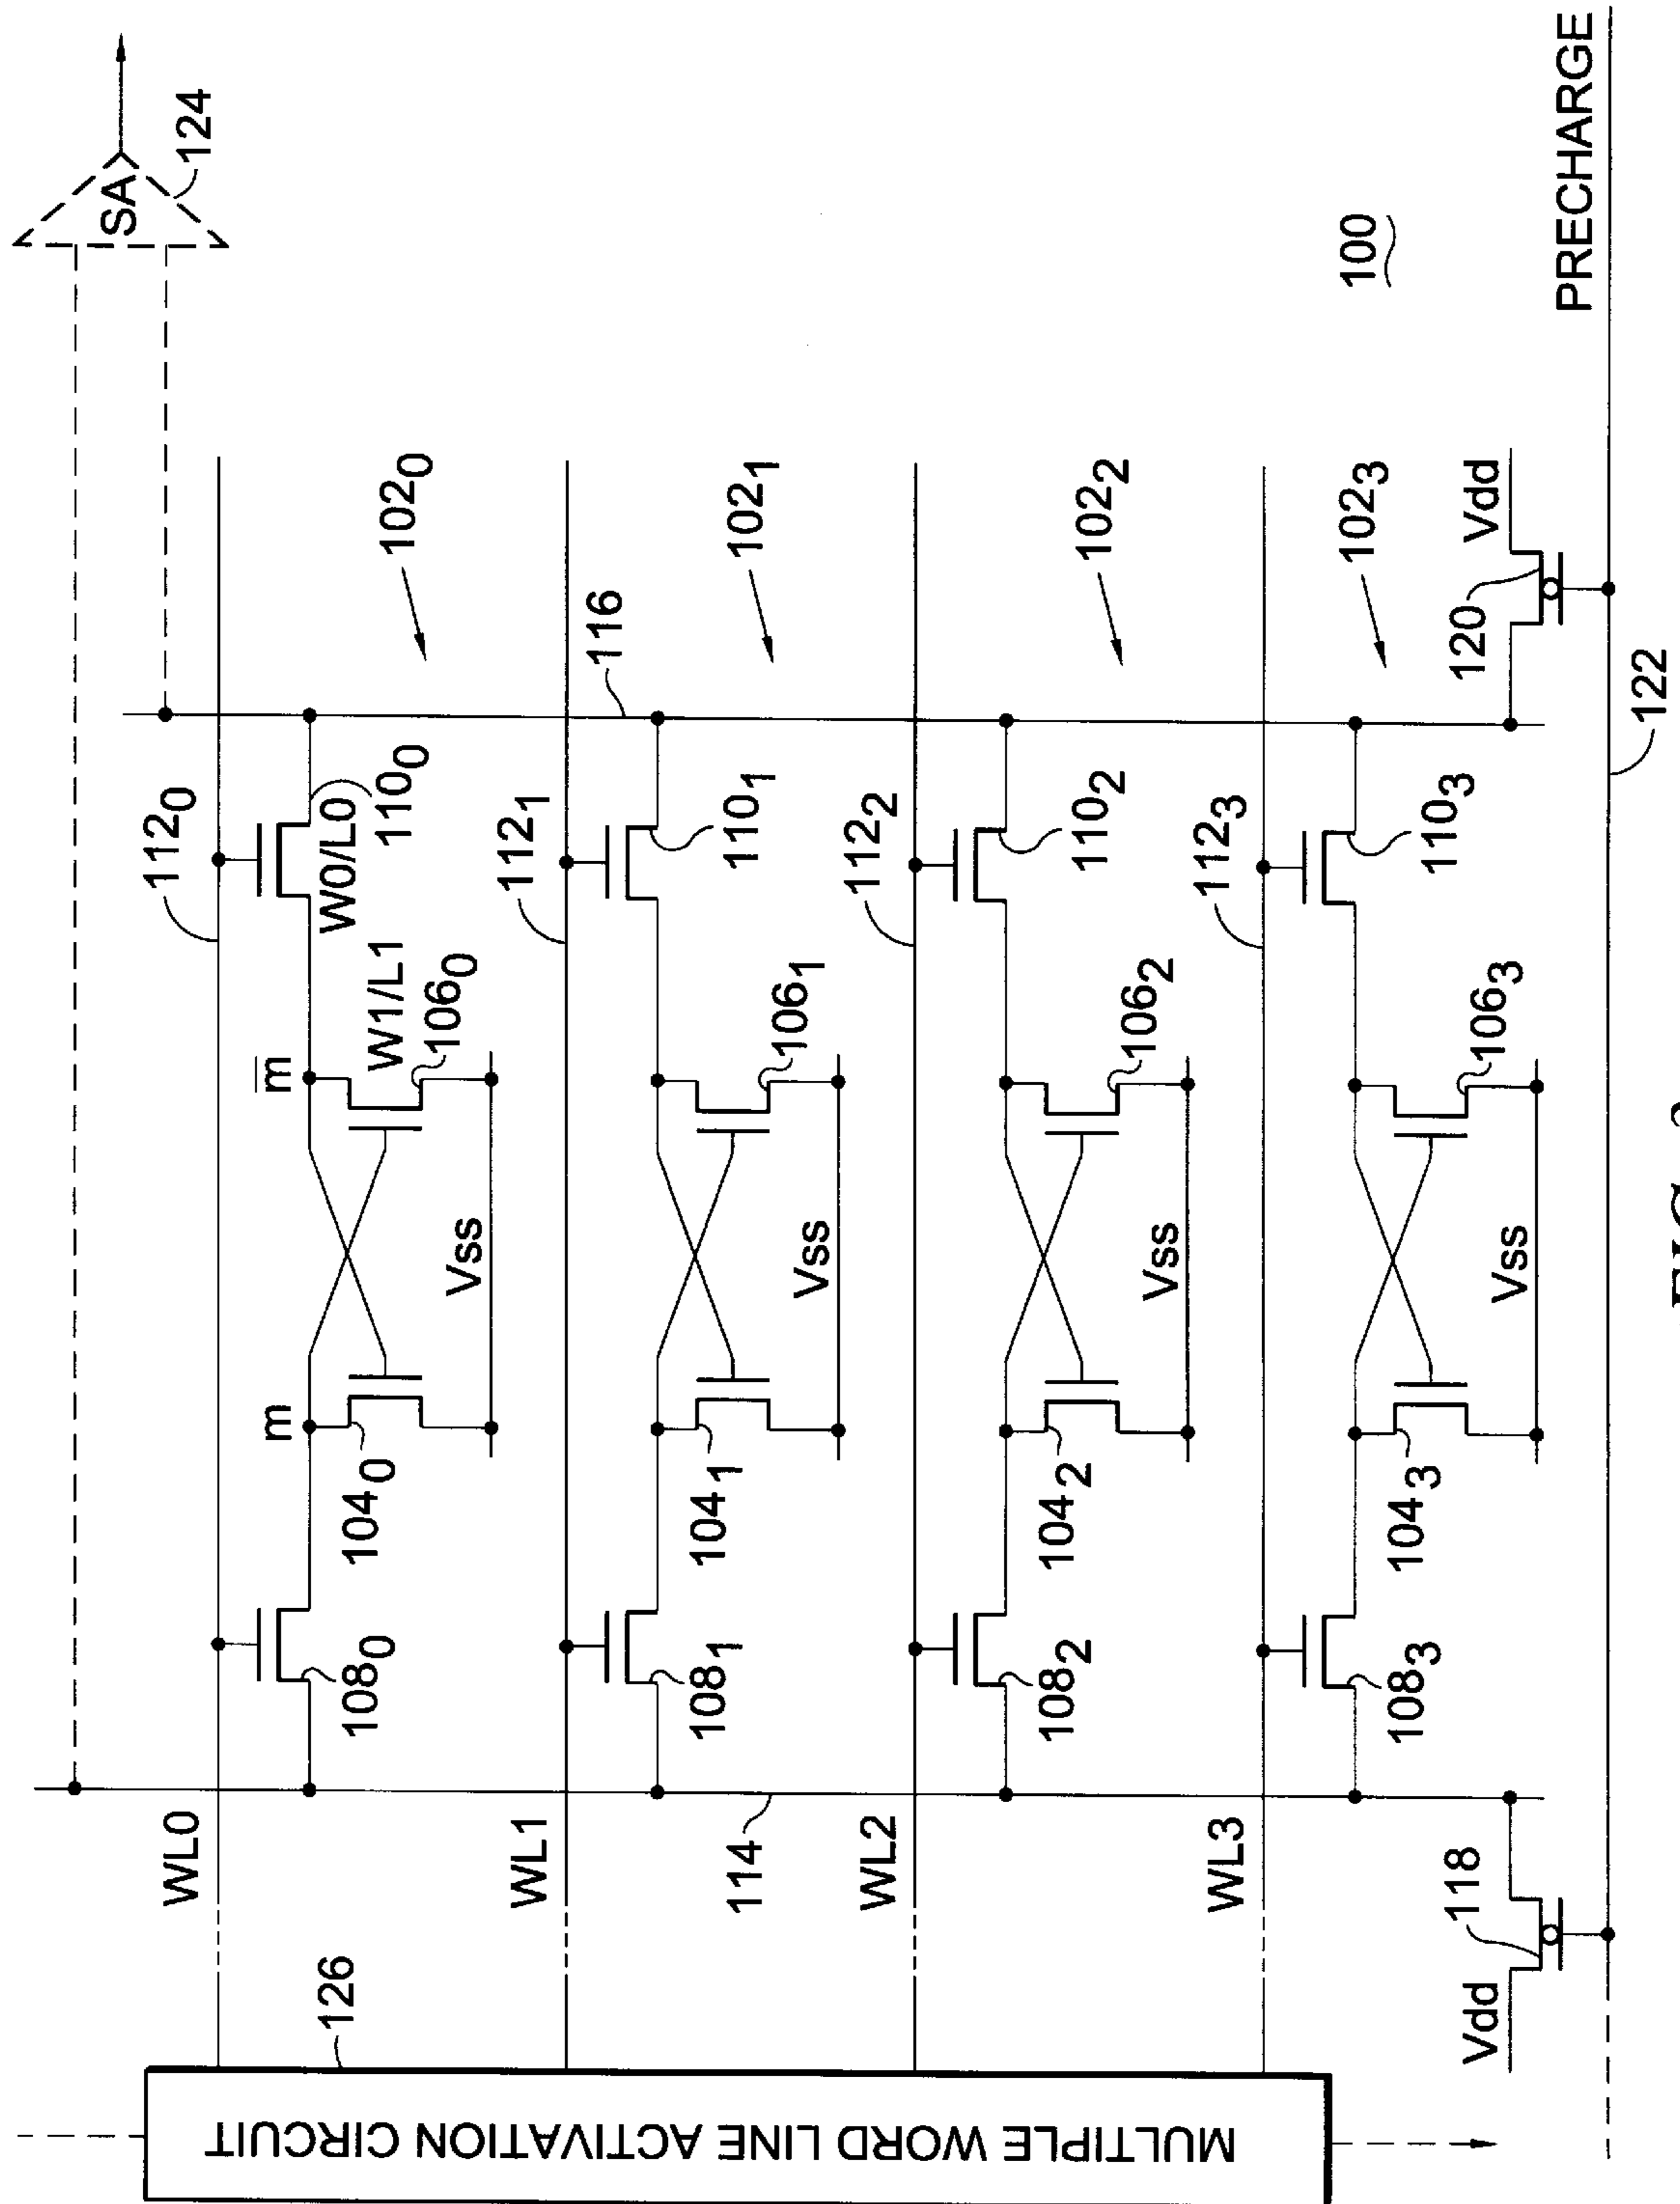 MULTIPLE WORD LINE ACTIVATION CIRCUIT
126
WL0
112₀
SA
124
108₀
m
104₀
m̅
W1/L1
106₀
W0/L0
110₀
Vss
102₀
WL1
112₁
116
108₁
104₁
106₁
110₁
Vss
102₁
114
WL2
112₂
108₂
104₂
106₂
110₂
Vss
102₂
WL3
112₃
100
108₃
104₃
106₃
110₃
Vss
102₃
Vdd
118
120
Vdd
122
PRECHARGE
FIG.